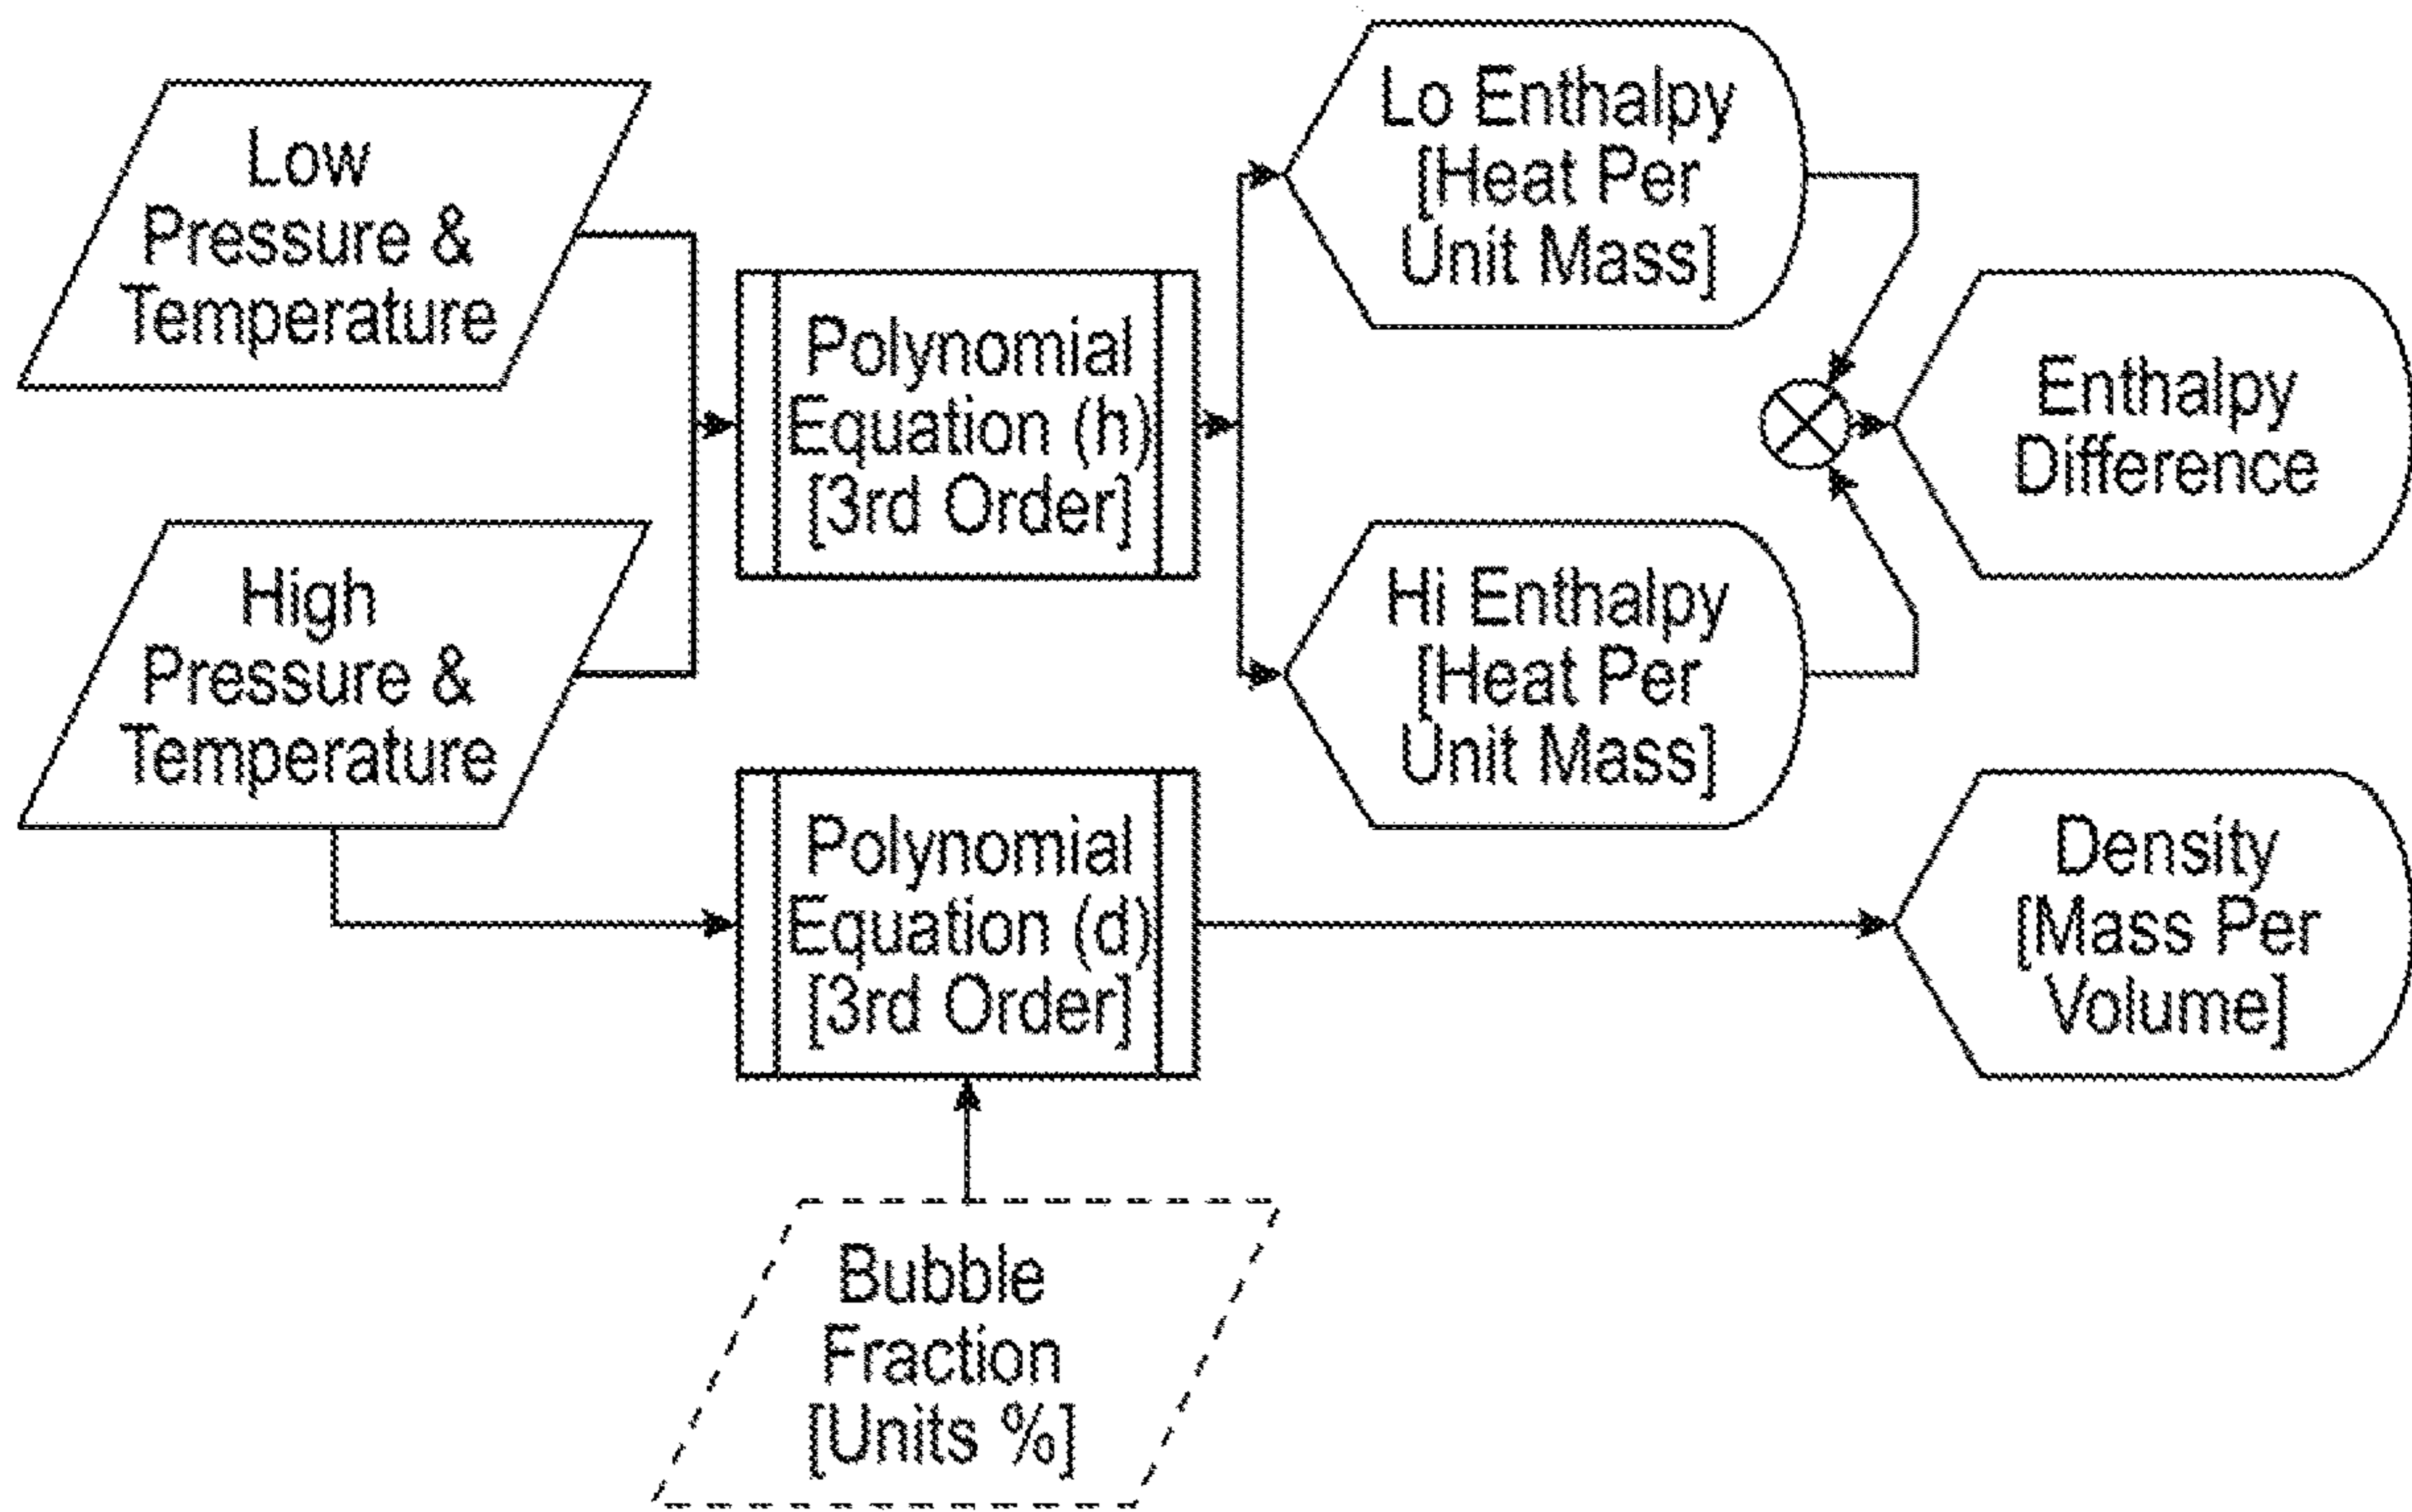 Low
Pressure &
Temperature
High
Pressure &
Temperature
Polynomial
Equation (h)
[3rd Order]
Polynomial
Equation (d)
[3rd Order]
Bubble
Fraction
[Units %]
Lo Enthalpy
[Heat Per
Unit Mass]
Hi Enthalpy
[Heat Per
Unit Mass]
Enthalpy
Difference
Density
[Mass Per
Volume]